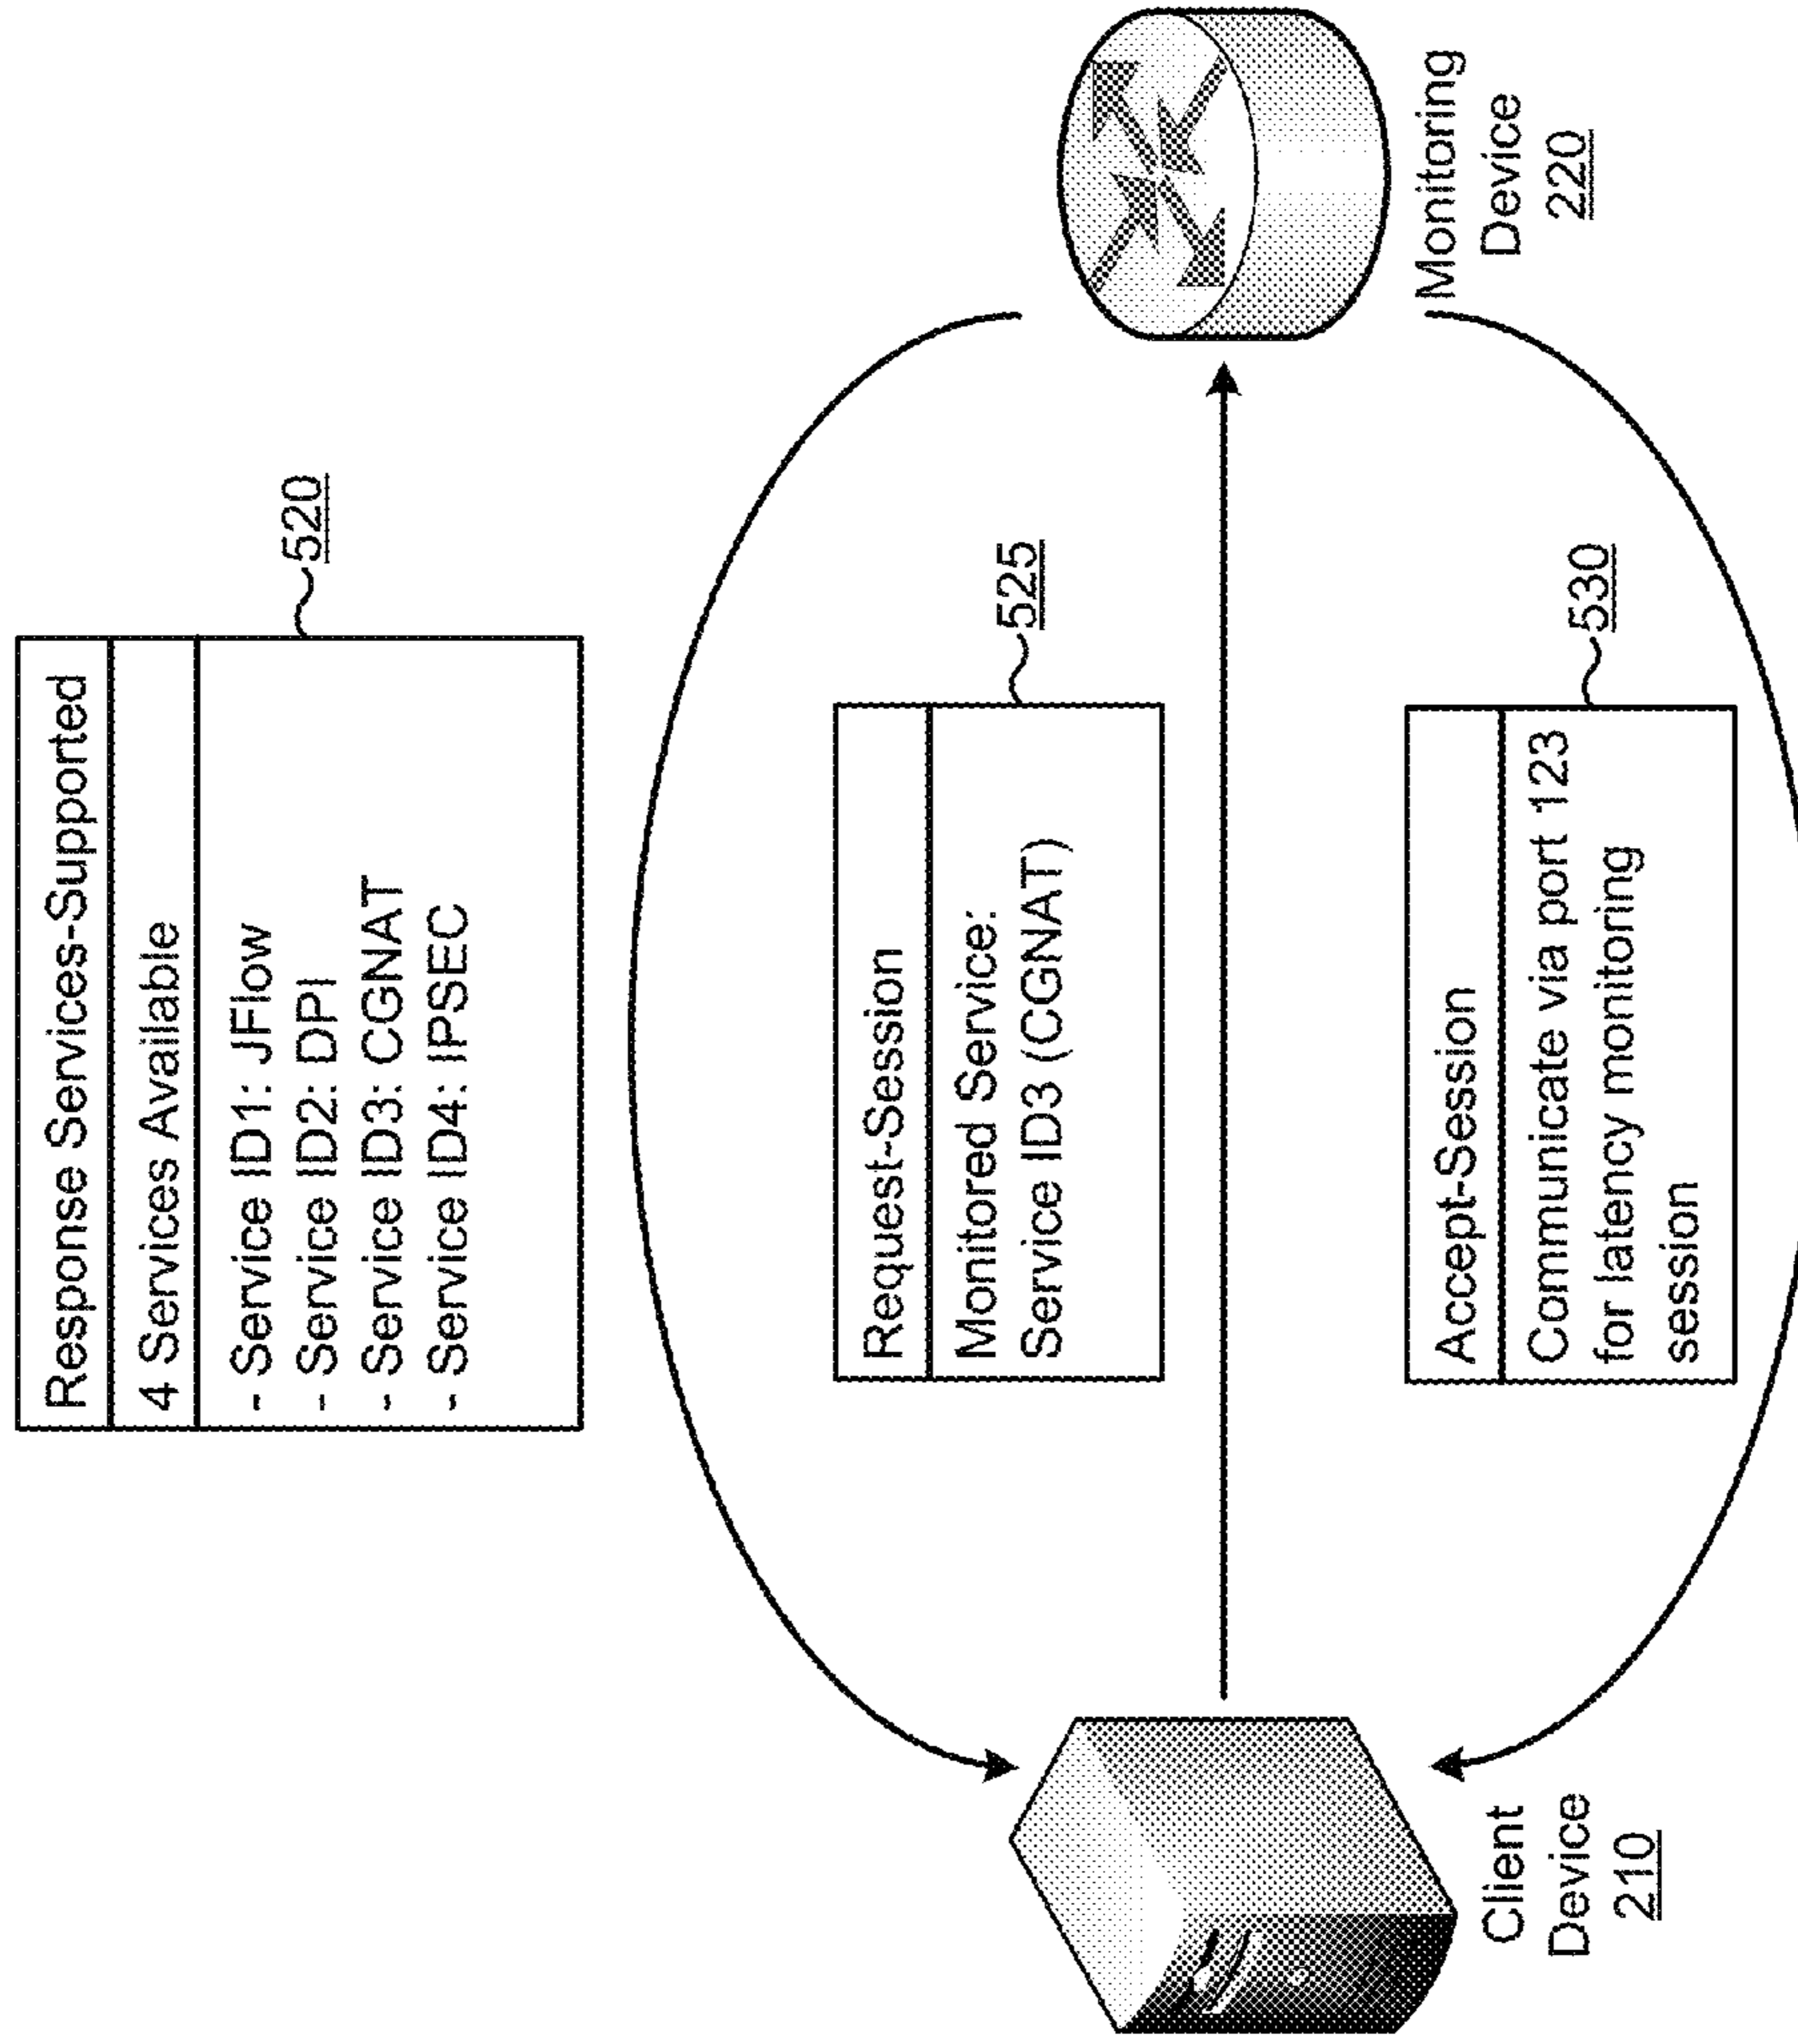 Response Services-Supported
4 Services Available
- Service ID1: JFlow
- Service ID2: DPI
- Service ID3: CGNAT
- Service ID4: IPSEC
520
Request-Session
Monitored Service:
Service ID3 (CGNAT)
525
Accept-Session
Communicate via port 123
for latency monitoring
session
530
Client
Device
210
Monitoring
Device
220